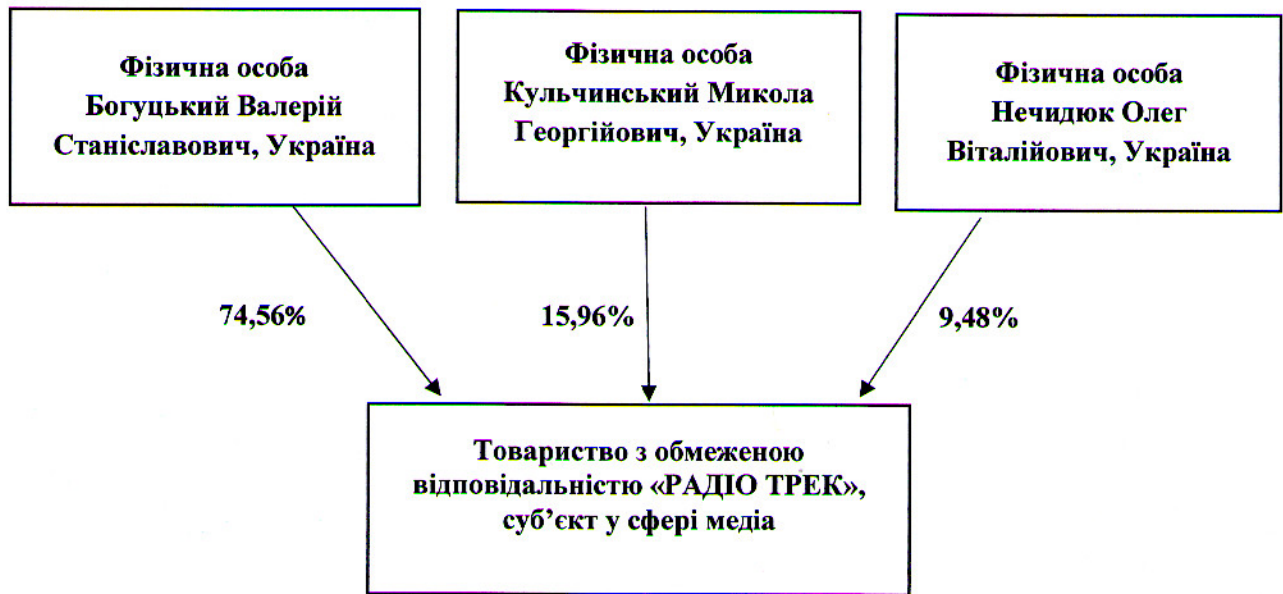 Фізична особа
Богуцький Валерій
Станіславович, Україна
Фізична особа
Кульчинський Микола
Георгійович, Україна
Фізична особа
Нечидюк Олег
Віталійович, Україна
74,56%
15,96%
9,48%
Товариство з обмеженою
відповідальністю «РАДІО ТРЕК»,
суб’єкт у сфері медіа